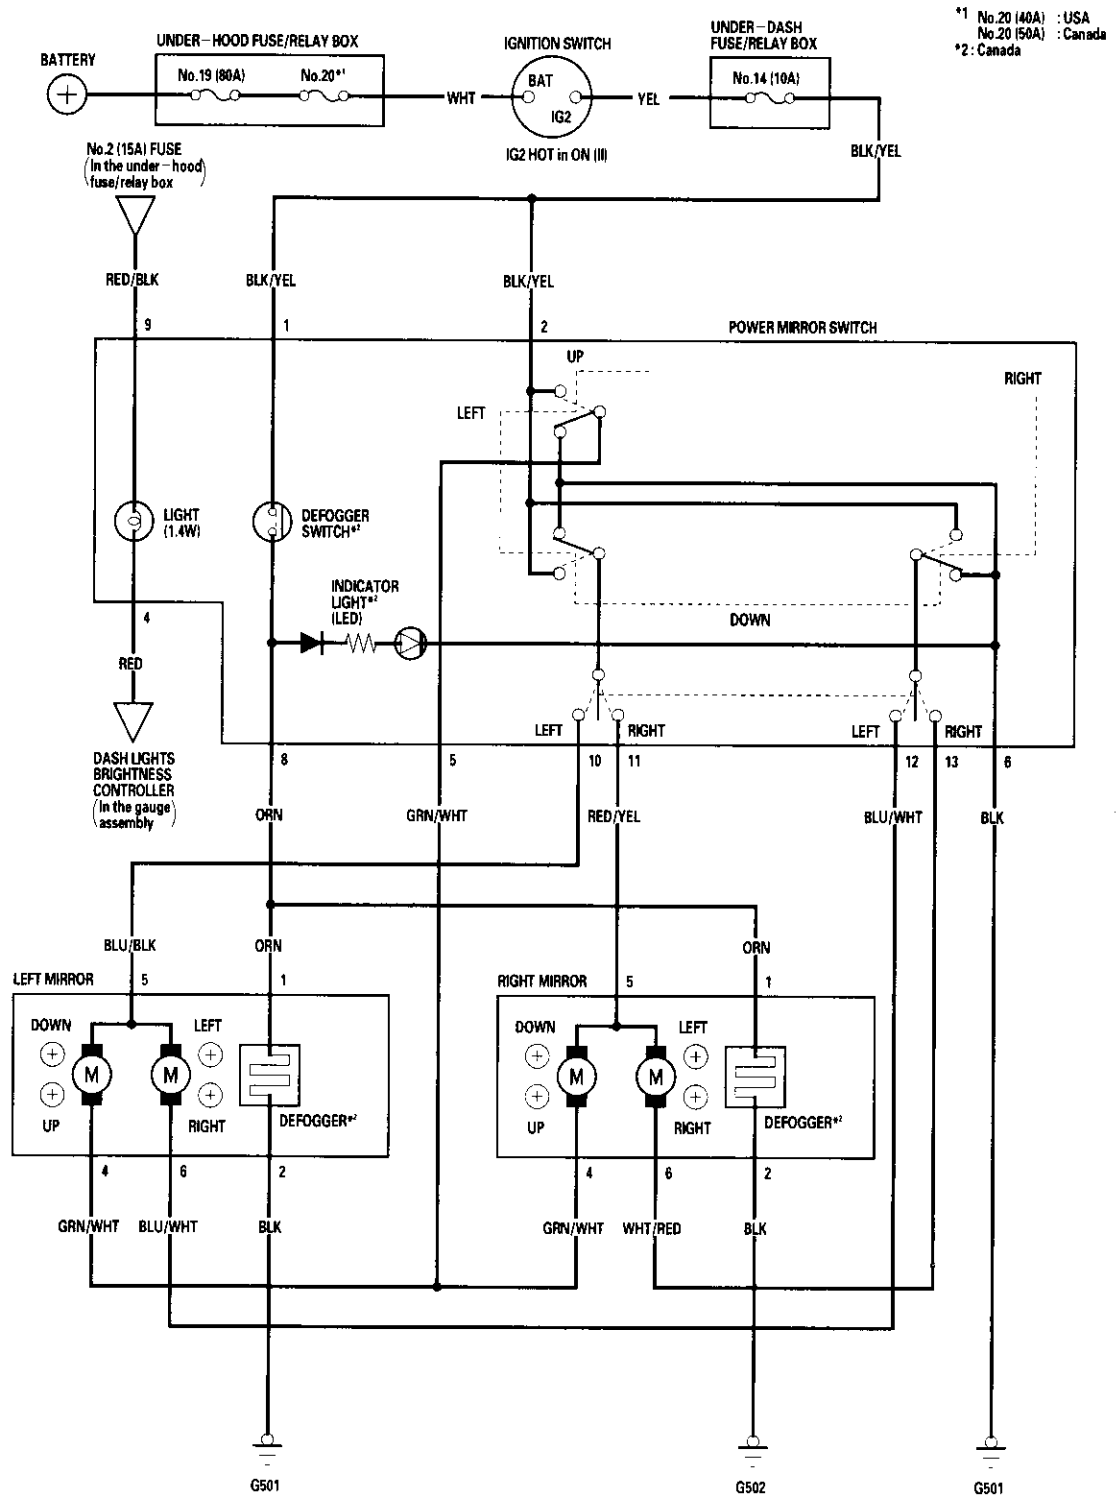 *1 No.20 (40A) : USA
No.20 (50A) : Canada
*2: Canada
BATTERY
UNDER-HOOD FUSE/RELAY BOX
No.19 (80A)
No.20*1
WHT
IGNITION SWITCH
BAT
IG2
IG2 HOT in ON (II)
YEL
UNDER-DASH
FUSE/RELAY BOX
No.14 (10A)
BLK/YEL
No.2 (15A) FUSE
(In the under-hood
fuse/relay box)
RED/BLK
BLK/YEL
BLK/YEL
9
1
2
POWER MIRROR SWITCH
UP
LEFT
RIGHT
LIGHT
(1.4W)
DEFOGGER
SWITCH*2
INDICATOR
LIGHT*2
(LED)
DOWN
4
RED
DASH LIGHTS
BRIGHTNESS
CONTROLLER
(In the gauge
assembly)
LEFT
RIGHT
LEFT
RIGHT
8
5
10
11
12
13
6
ORN
GRN/WHT
RED/YEL
BLU/WHT
BLK
BLU/BLK
ORN
ORN
LEFT MIRROR
5
1
DOWN
LEFT
M
M
UP
RIGHT
DEFOGGER*2
4
6
2
RIGHT MIRROR
5
1
DOWN
LEFT
M
M
UP
RIGHT
DEFOGGER*2
4
6
2
GRN/WHT
BLU/WHT
BLK
GRN/WHT
WHT/RED
BLK
G501
G502
G501